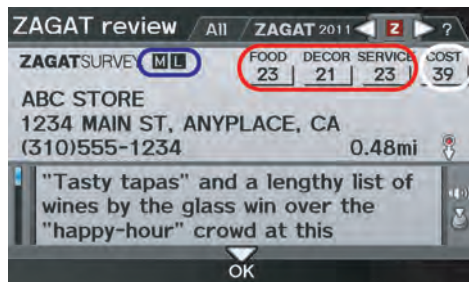 ZAGAT review All ZAGAT 2011 Z ?
ZAGATSURVEY M L FOOD DECOR SERVICE COST
23 21 23 39
ABC STORE
1234 MAIN ST, ANYPLACE, CA
(310)555-1234 0.48mi
"Tasty tapas" and a lengthy list of
wines by the glass win over the
"happy-hour" crowd at this
OK